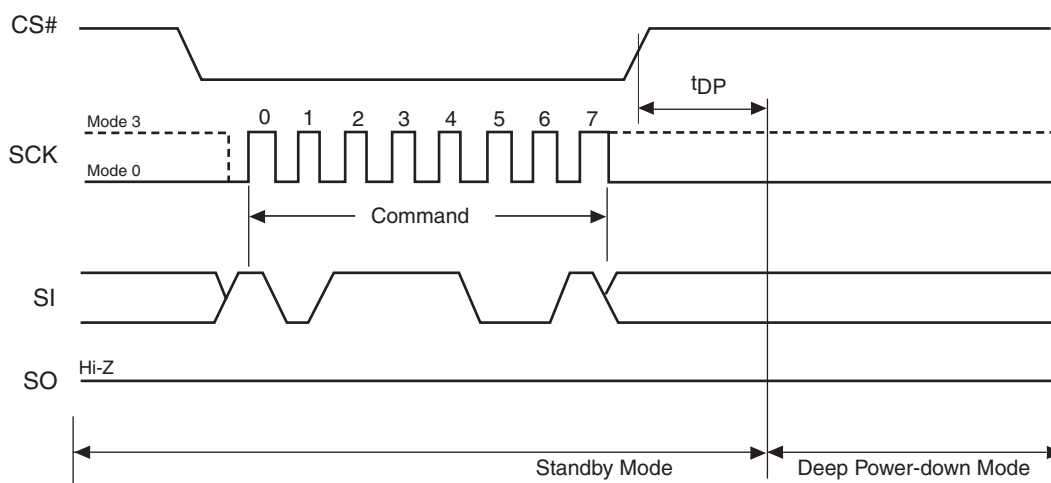 CS#
tDP
Mode 3
0 1 2 3 4 5 6 7
SCK
Mode 0
Command
SI
Hi-Z
SO
Standby Mode
Deep Power-down Mode